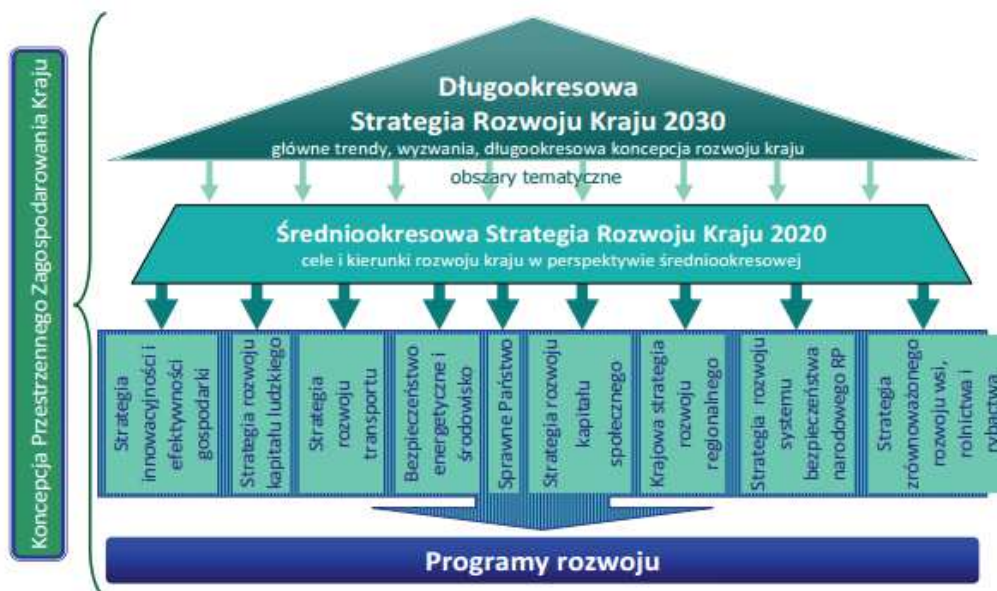 Koncepcja Przestrzennego Zagospodarowania Kraju
Długookresowa
Strategia Rozwoju Kraju 2030
główne trendy, wyzwania, długookresowa koncepcja rozwoju kraju
obszary tematyczne
Średniookresowa Strategia Rozwoju Kraju 2020
cele i kierunki rozwoju kraju w perspektywie średniookresowej
Strategia
innowacyjności i
efektywności
gospodarki
Strategia rozwoju
kapitału ludzkiego
Strategia
rozwoju
transportu
Bezpieczeństwo
energetyczne i
środowisko
Sprawne Państwo
Strategia rozwoju
kapitału
społecznego
Krajowa strategia
rozwoju
regionalnego
Strategia rozwoju
systemu
bezpieczeństwa
narodowego RP
Strategia
zrównoważonego
rozwoju wsi,
rolnictwa i
rybactwa
Programy rozwoju